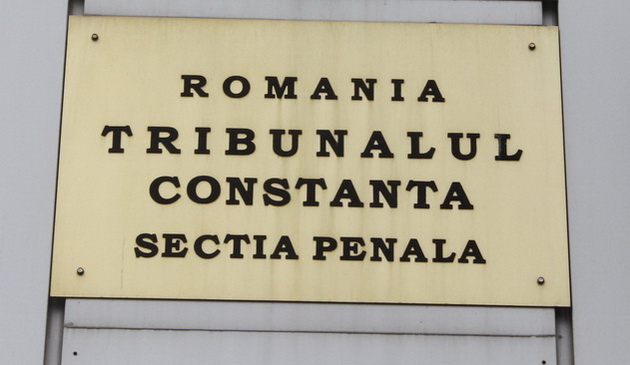 ROMANIA
TRIBUNALUL
CONSTANTA
SECTIA PENALA